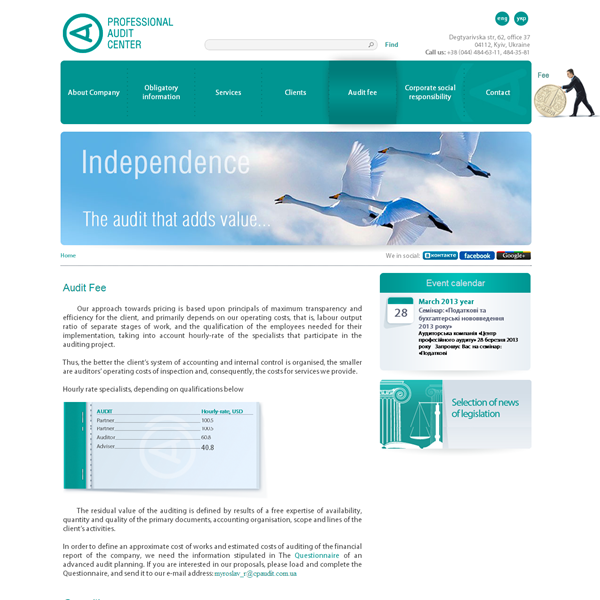 PROFESSIONAL
AUDIT
CENTER
Find
eng
укр
Degtyarivska str, 62, uffice 37
04112, Kyiv, Ukraina
Call us: +38 (044) 484-63-11, 484-35-81
Fee
About Company
Obligatory
information
Services
Clients
Audit fee
Corporate social
responsibility
Contact
Independence
The audit that adds value...
Home
We in social:
контакте
facebook
Google+
Audit Fee
Our approach towards pricing is based upon principals of maximum transparency and
efficiency for the client, and primarily depends on our operating costs, that is, labour output
ratio of separate stages of work, and the qualification of the employees needed for their
implementation, taking into account hourly-rate of the specialists that participate in the
auditing project.
Thus, the better the client's system of accounting and internal control is organised, the smaller
are auditors' operating costs of inspection and, consequently, the costs for services we provide.
Hourly rate specialists, depending on qualifications below
AUDIT Hourly-rate, USD
Partner 100.5
Partner 100.5
Auditor 60.8
Adviser 40.8
The residual value of the auditing is defined by results of a free expertise of availability,
quantity and quality of the primary documents, accounting organisation, scope and lines of the
client's activities.
In order to define an approximate cost of works and estimated costs of auditing of the financial
report of the company, we need the information stipulated in The Questionnaire of an
advanced audit planning. If you are interested in our proposals, please load and complete the
Questionnaire, and send it to our e-mail address: myroslav_r@cpaudit.com.ua
Event calendar
28
March 2013 year
Семінар: «Податкові та
бухгалтерські нововведення
2013 року»
Аудиторська компанія «Центр
професійного аудиту» 28 березня 2013
року Запрошує Вас на семінар:
«Податкові
Selection of news
of legislation